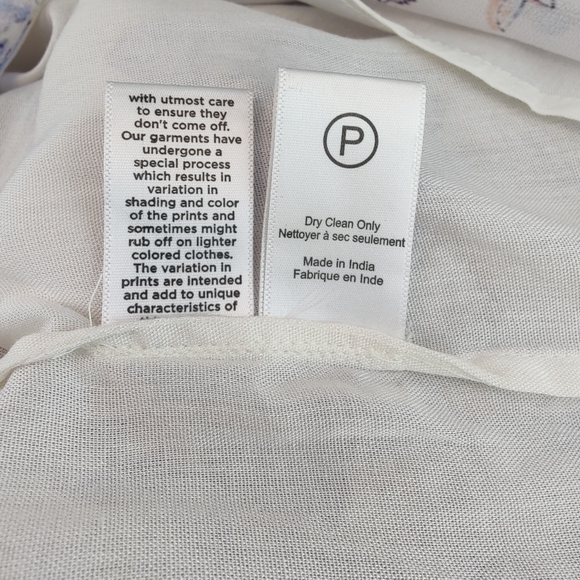 with utmost care
to ensure they
don't come off.
Our garments have
undergone a
special process
which results in
variation in
shading and color
of the prints and
sometimes might
rub off on lighter
colored clothes.
The variation in
prints are intended
and add to unique
characteristics of
P
Dry Clean Only
Nettoyer à sec seulement
Made in India
Fabrique en Inde